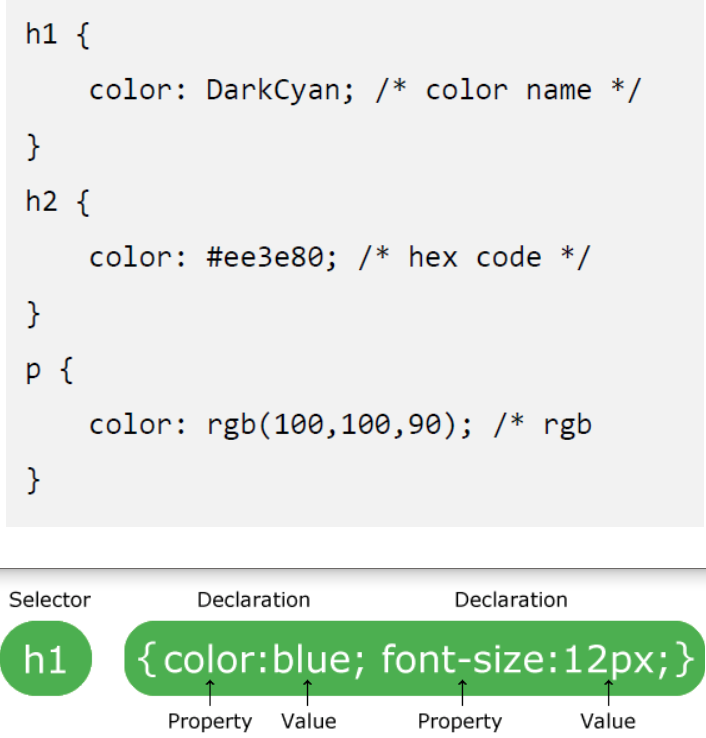 h1 {
    color: DarkCyan; /* color name */
}
h2 {
    color: #ee3e80; /* hex code */
}
p {
    color: rgb(100,100,90); /* rgb
}
Selector Declaration Declaration
h1 {color:blue; font-size:12px;}
Property Value Property Value